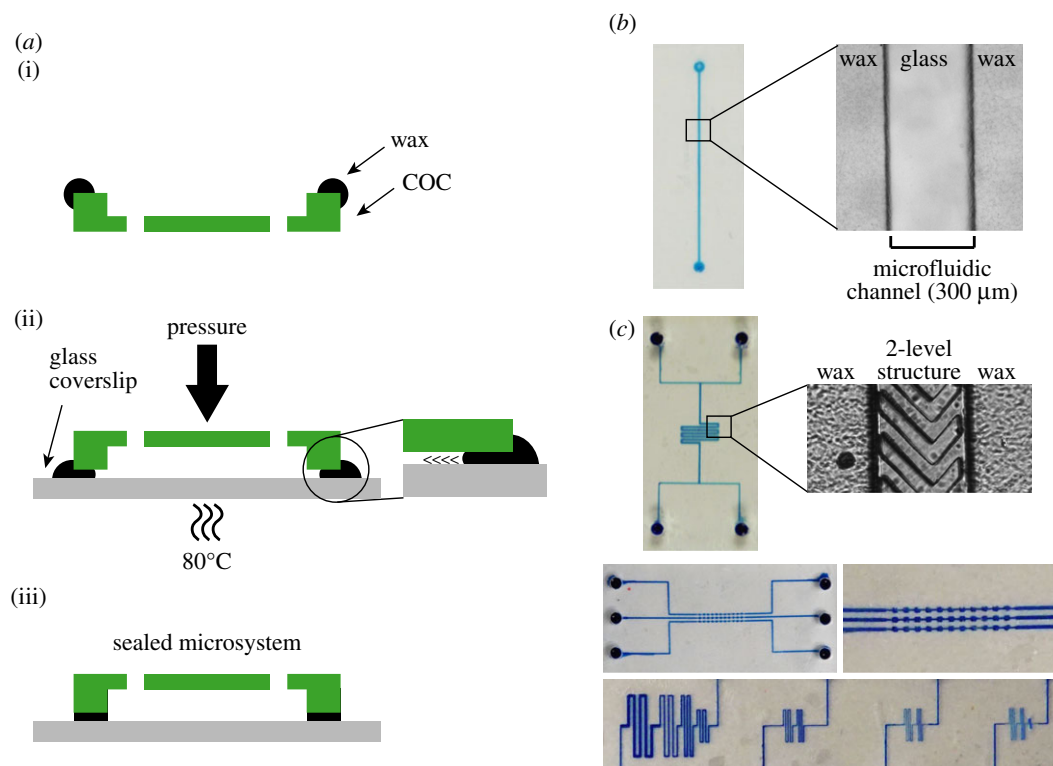 (a)
(i)
wax
COC
(ii)
pressure
glass
coverslip
<<<<
80°C
(iii)
sealed microsystem
(b)
wax glass wax
microfluidic
channel (300 µm)
(c)
2-level
structure
wax wax